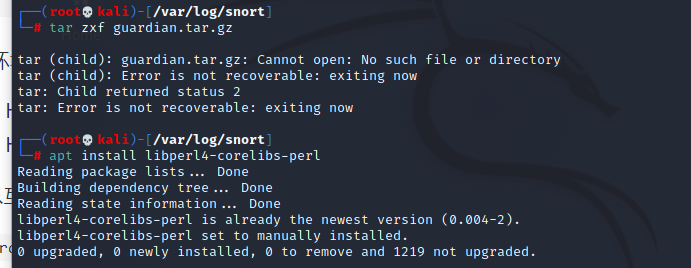 ┌──(root💀kali)-[/var/log/snort]
└─# tar zxf guardian.tar.gz
tar (child): guardian.tar.gz: Cannot open: No such file or directory
tar (child): Error is not recoverable: exiting now
tar: Child returned status 2
tar: Error is not recoverable: exiting now
┌──(root💀kali)-[/var/log/snort]
└─# apt install libperl4-corelibs-perl
Reading package lists... Done
Building dependency tree... Done
Reading state information... Done
libperl4-corelibs-perl is already the newest version (0.004-2).
libperl4-corelibs-perl set to manually installed.
0 upgraded, 0 newly installed, 0 to remove and 1219 not upgraded.